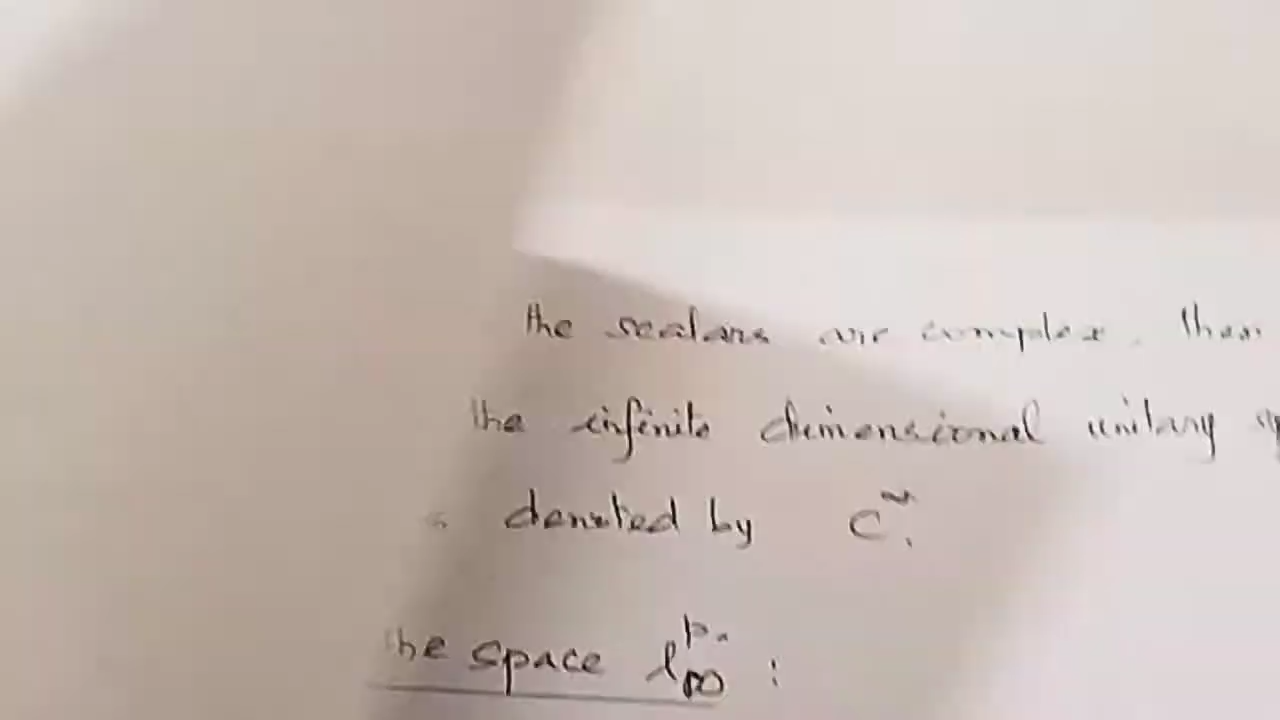 the scalars are complex, then
the infinite dimensional unitary
denoted by C^∞.
the space l^p_∞ :